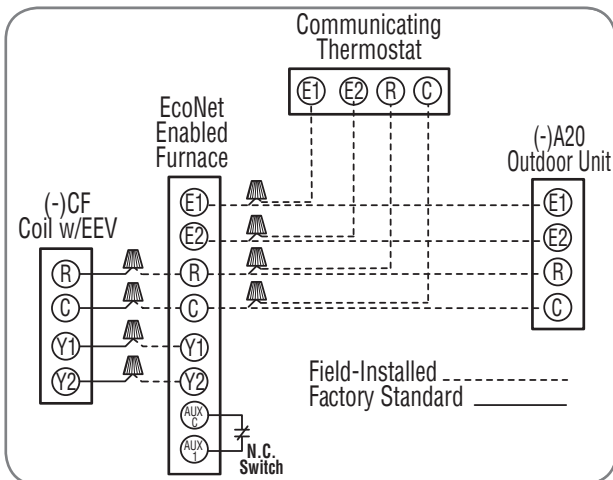 Communicating
Thermostat
E1 E2 R C
EcoNet
Enabled
Furnace
(-)A20
Outdoor Unit
(-)CF
Coil w/EEV
E1 E1
E2 E2
R R R
C C C
Y1 Y1
Y2 Y2
AUX
C
AUX
1
N.C.
Switch
Field-Installed
Factory Standard